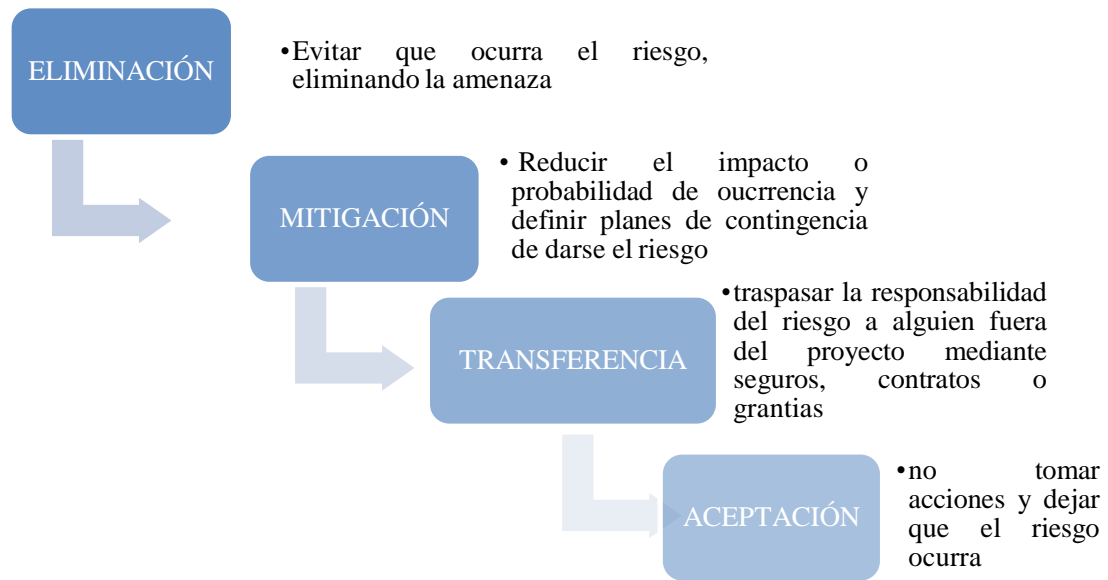 ELIMINACIÓN
•Evitar que ocurra el riesgo,
eliminando la amenaza
MITIGACIÓN
• Reducir el impacto o
probabilidad de oucrrencia y
definir planes de contingencia
de darse el riesgo
TRANSFERENCIA
•traspasar la responsabilidad
del riesgo a alguien fuera
del proyecto mediante
seguros, contratos o
grantias
ACEPTACIÓN
•no tomar
acciones y dejar
que el riesgo
ocurra